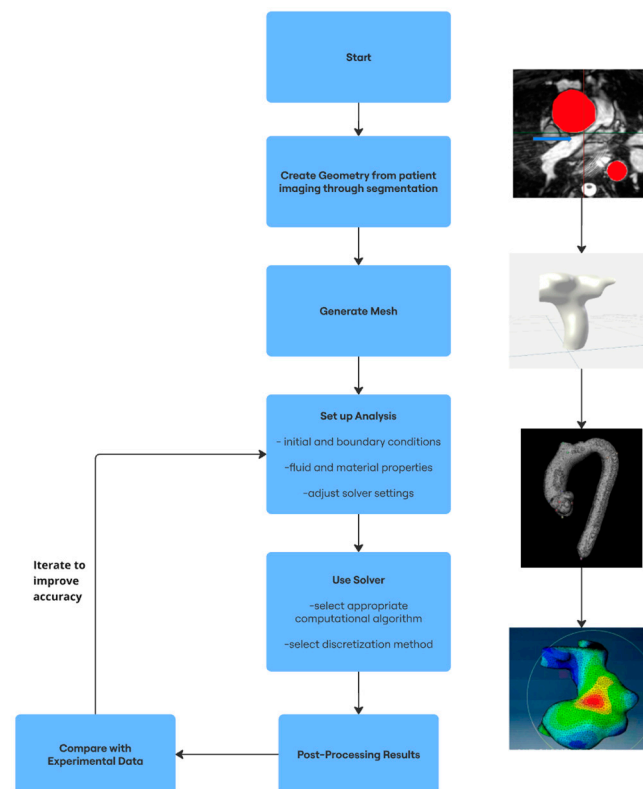 Start
Create Geometry from patient
imaging through segmentation
Generate Mesh
Set up Analysis
- initial and boundary conditions
-fluid and material properties
-adjust solver settings
Iterate to
improve
accuracy
Use Solver
-select appropriate
computational algorithm
-select discretization method
Compare with
Experimental Data
Post-Processing Results